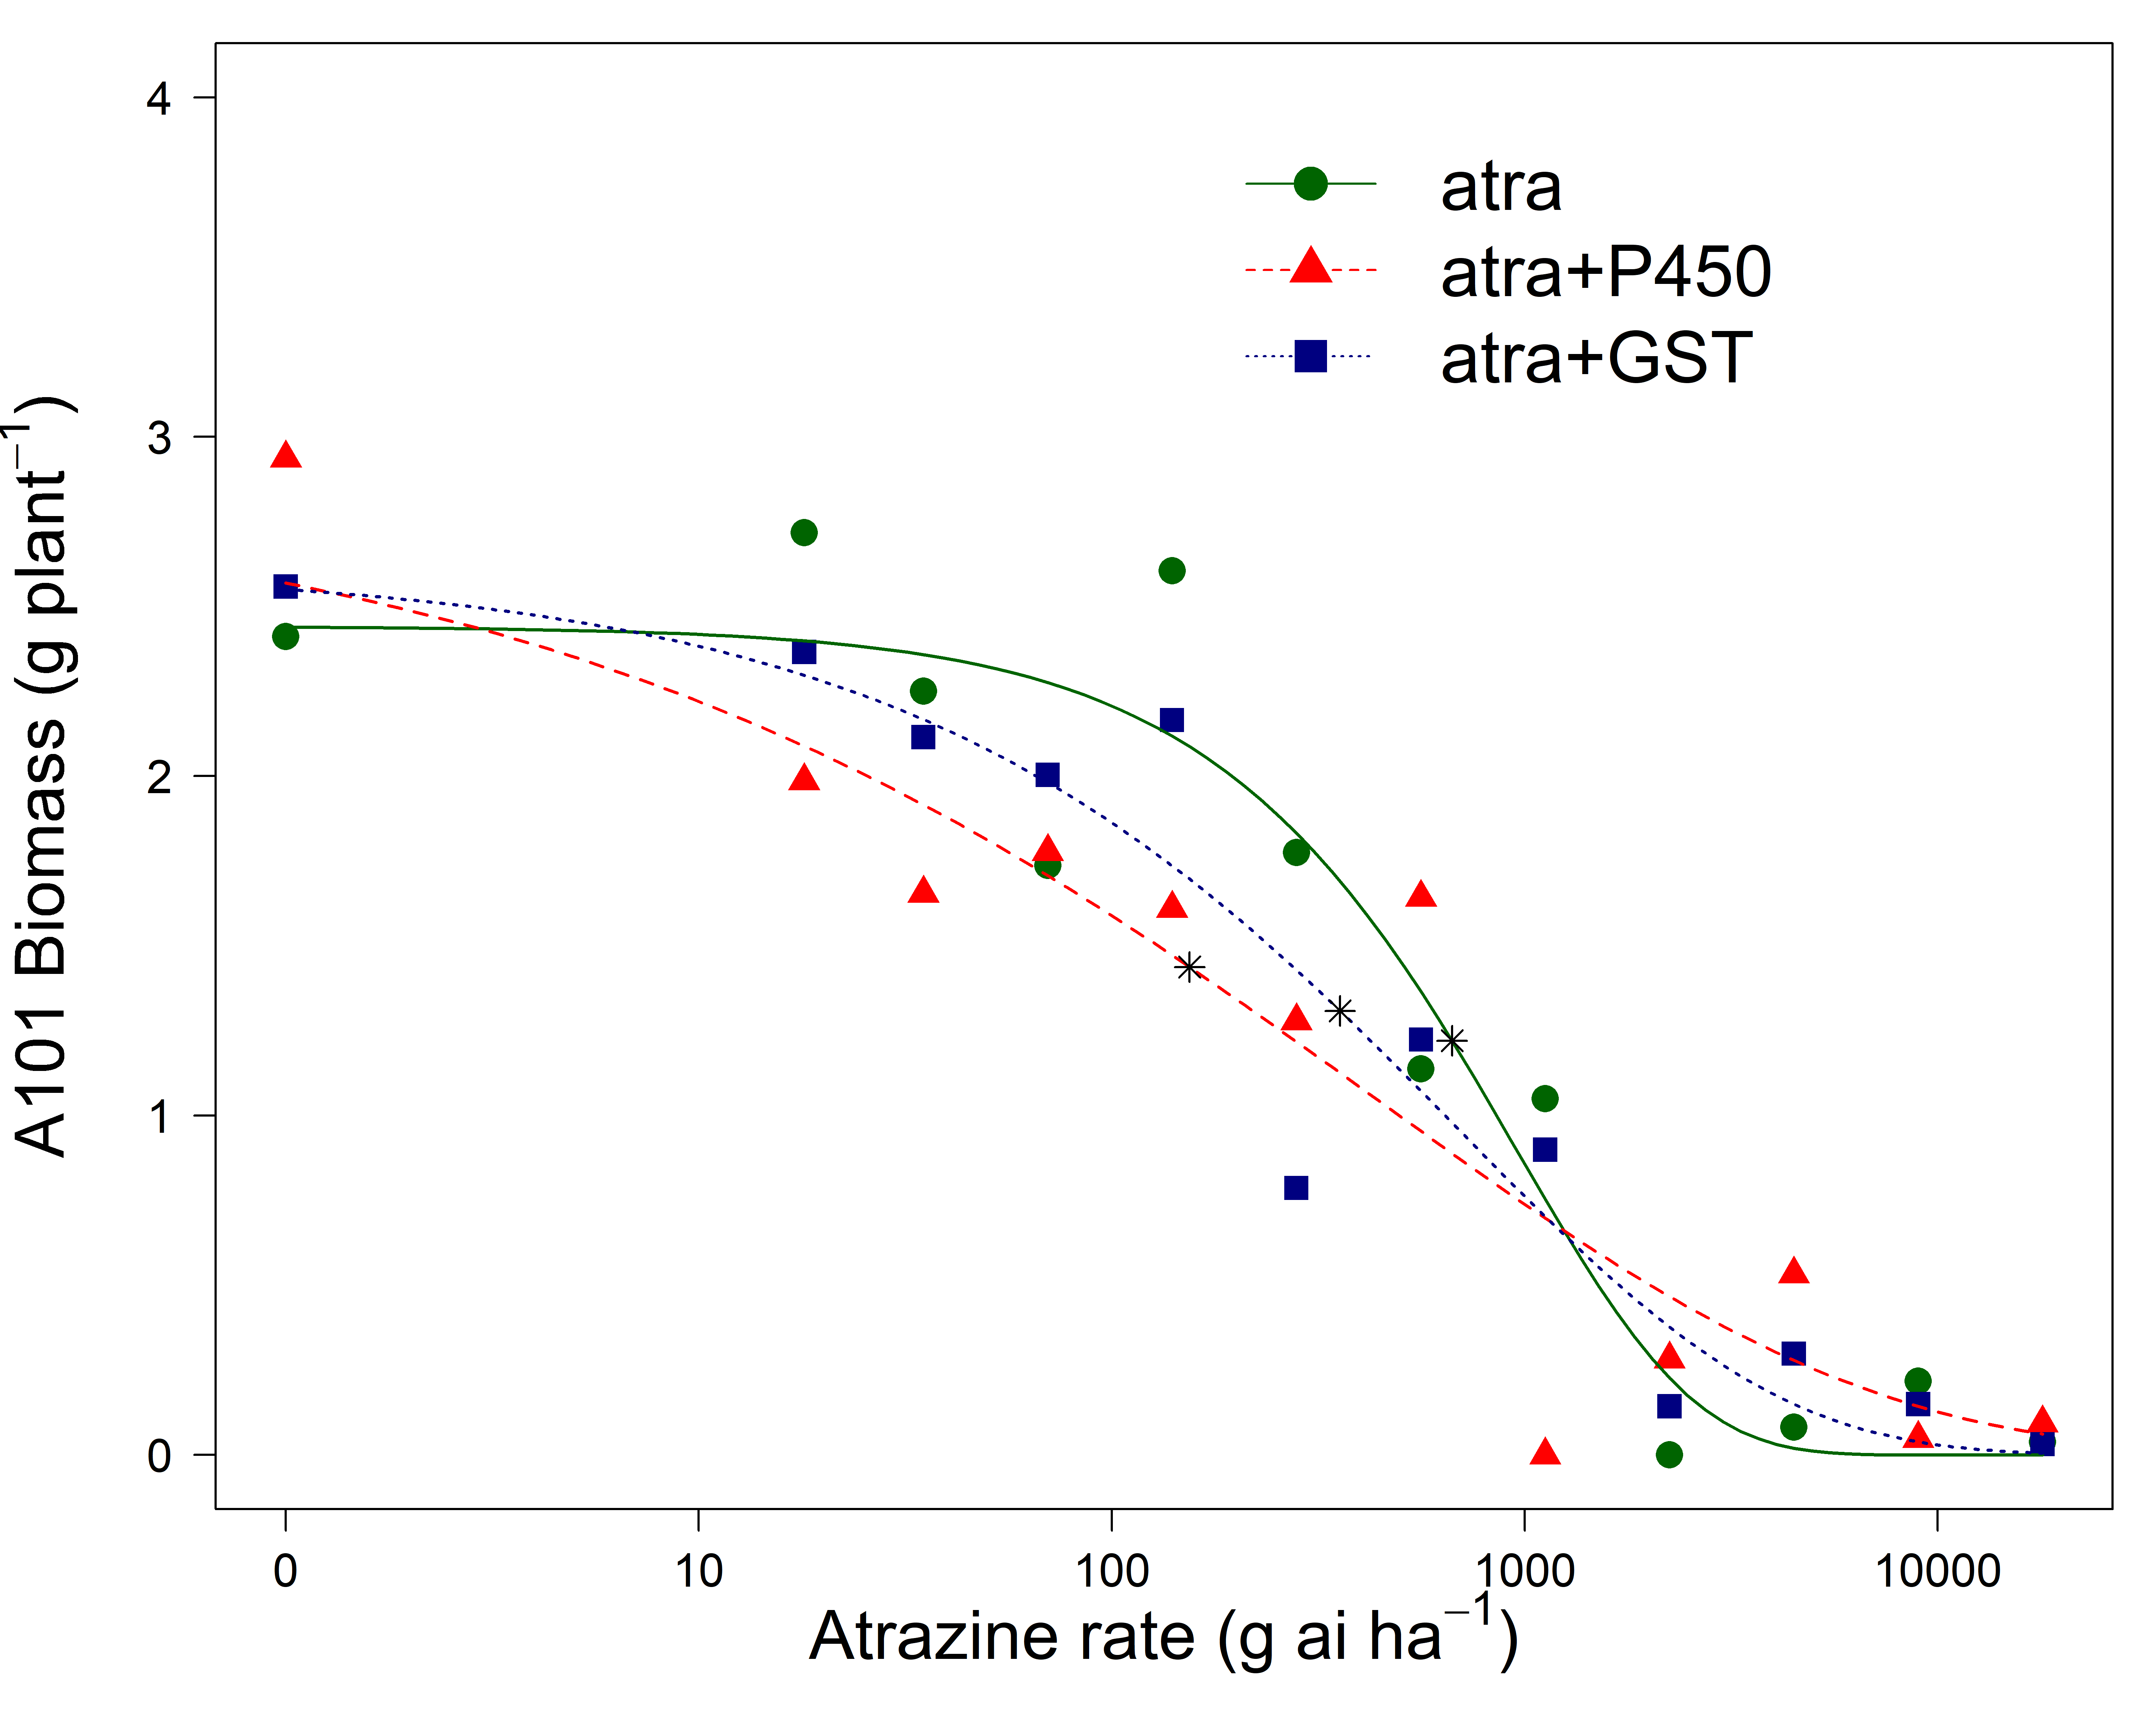 4
3
2
1
0
A101 Biomass (g plant⁻¹)
atra
atra+P450
atra+GST
0 10 100 1000 10000
Atrazine rate (g ai ha⁻¹)